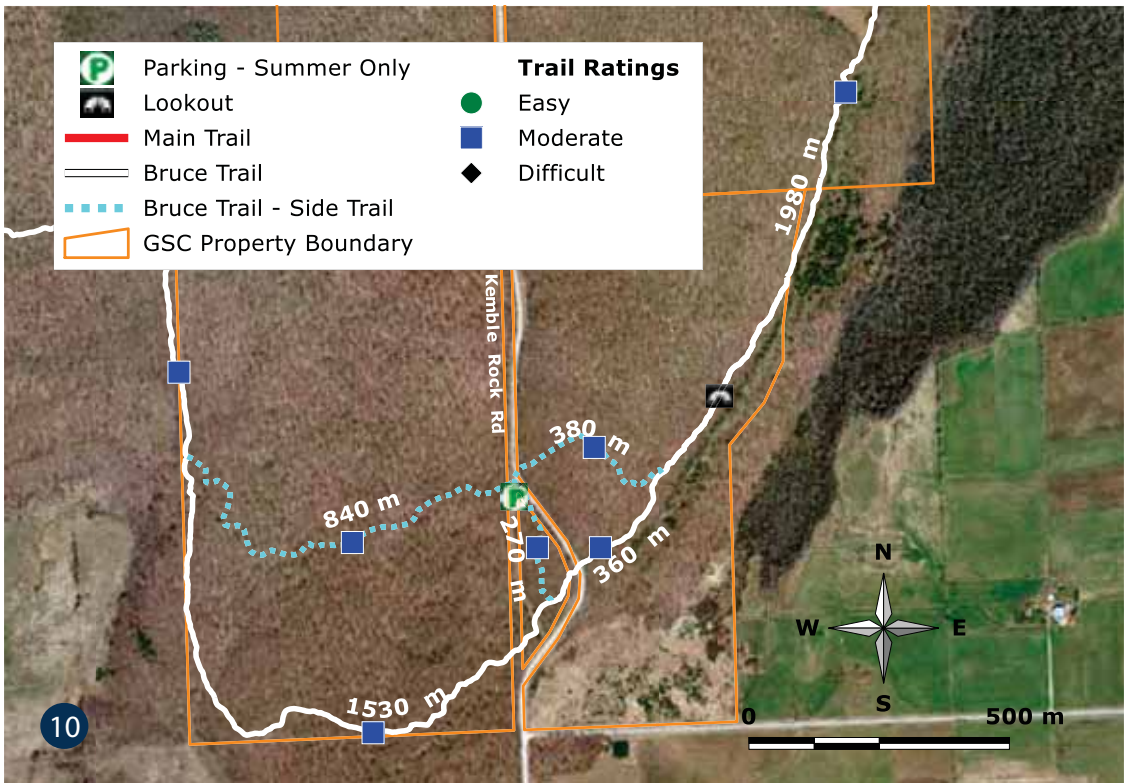 P
Parking - Summer Only
Lookout
Main Trail
Bruce Trail
Bruce Trail - Side Trail
GSC Property Boundary
Trail Ratings
Easy
Moderate
Difficult
1980 m
Kemble Rock Rd
380 m
840 m
P
270 m
360 m
1530 m
N
W E
S
0 500 m
10